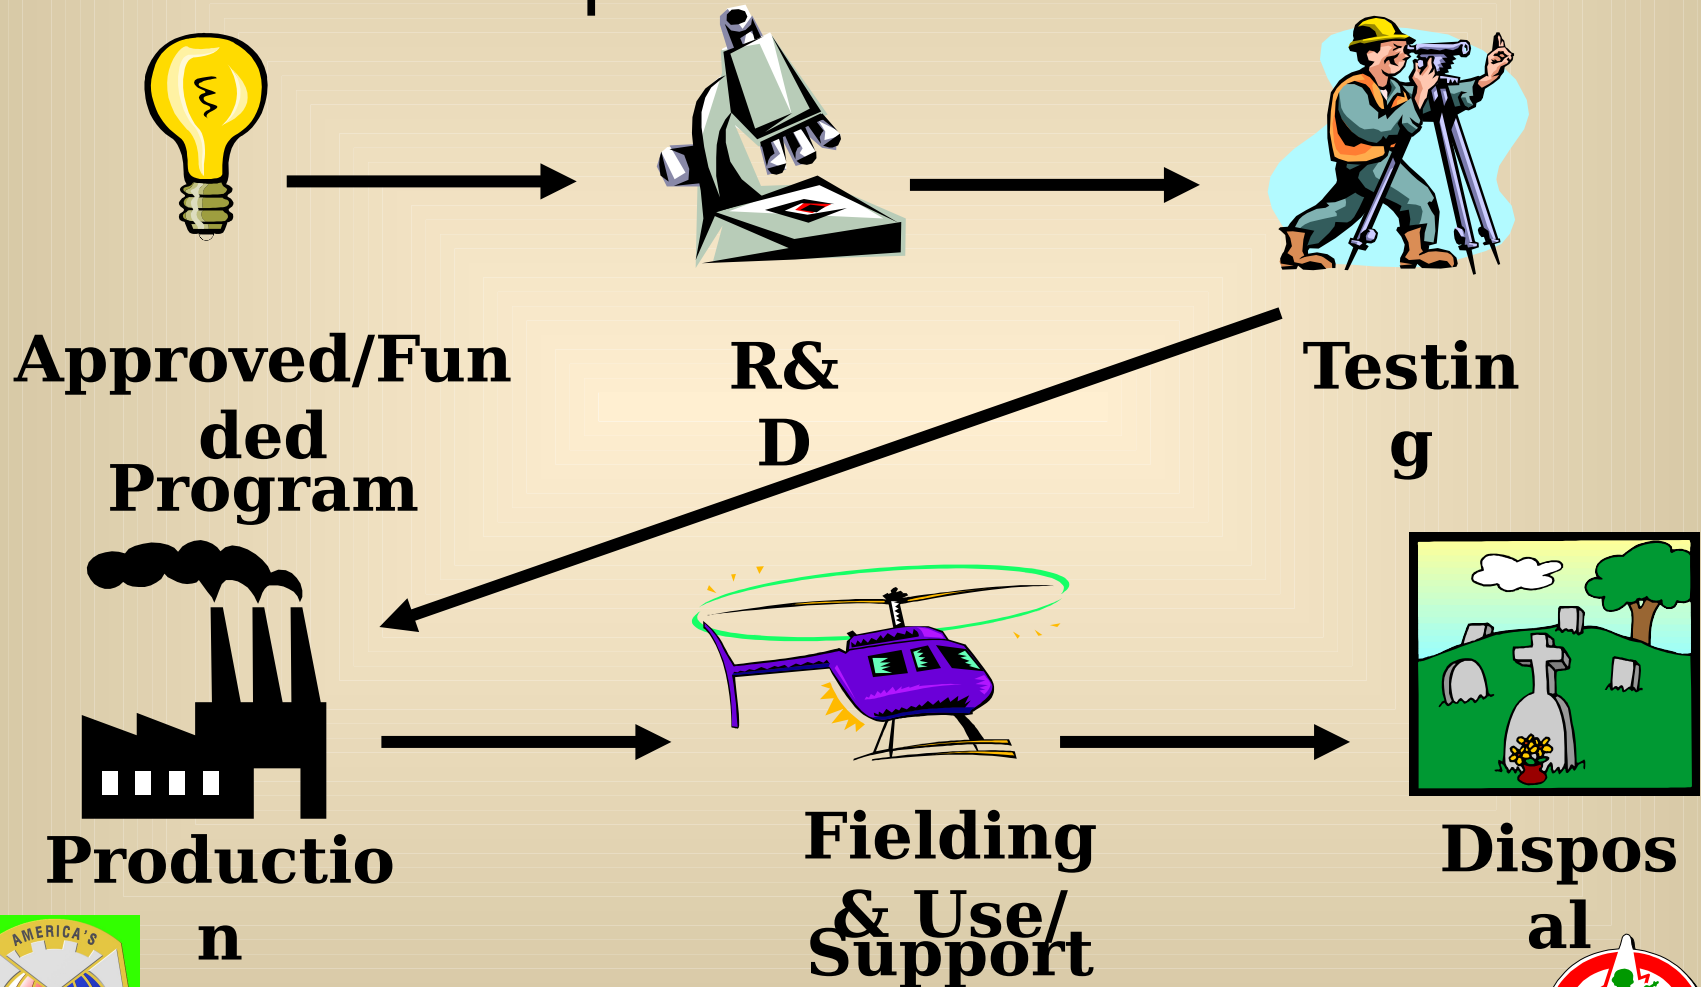 Approved/Fun
ded
Program
R&
D
Testin
g
Productio
n
Fielding
& Use/
Support
Dispos
al
AMERICA'S